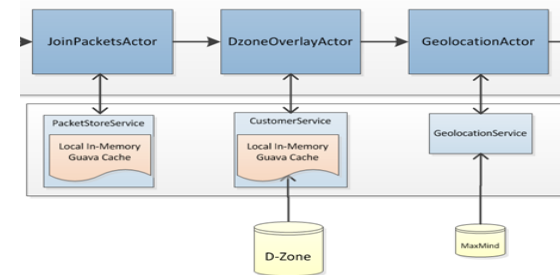 JoinPacketsActor
DzoneOverlayActor
GeolocationActor
PacketStoreService
Local In-Memory
Guava Cache
CustomerService
Local In-Memory
Guava Cache
GeolocationService
D-Zone
MaxMind